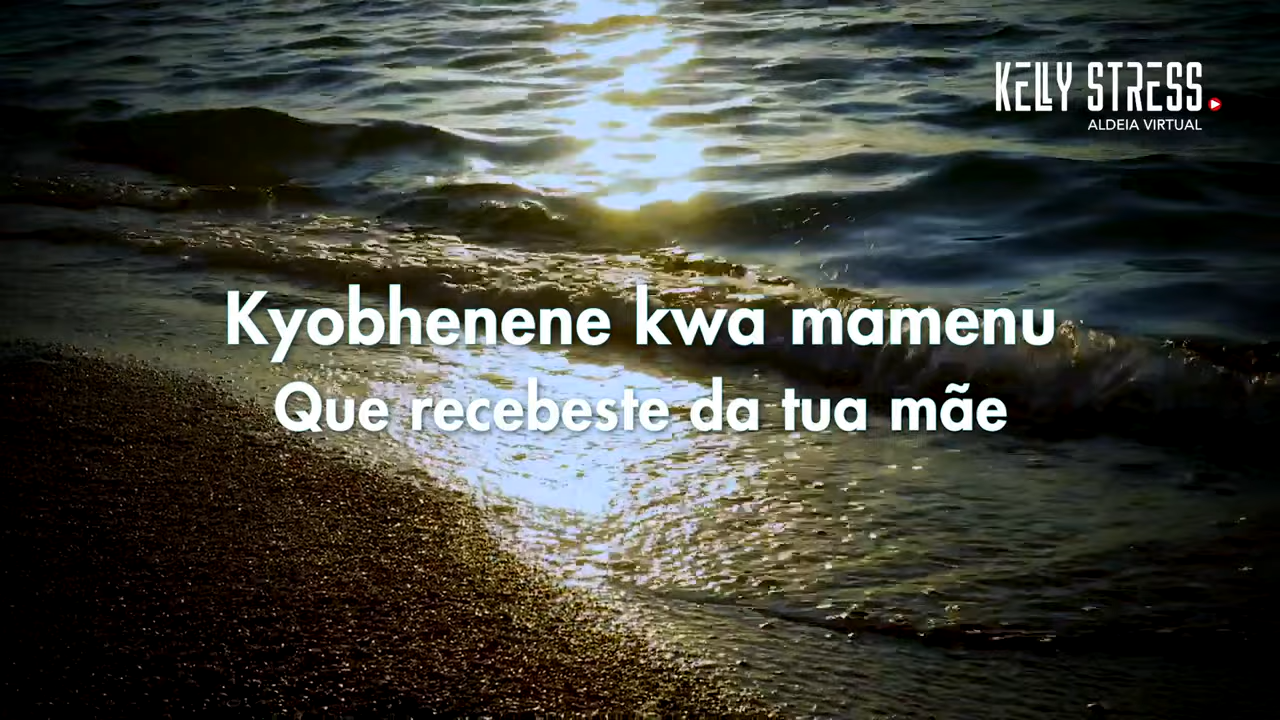 KELLY STRESS
ALDEIA VIRTUAL
Kyobhenene kwa mamenu
Que recebeste da tua mãe